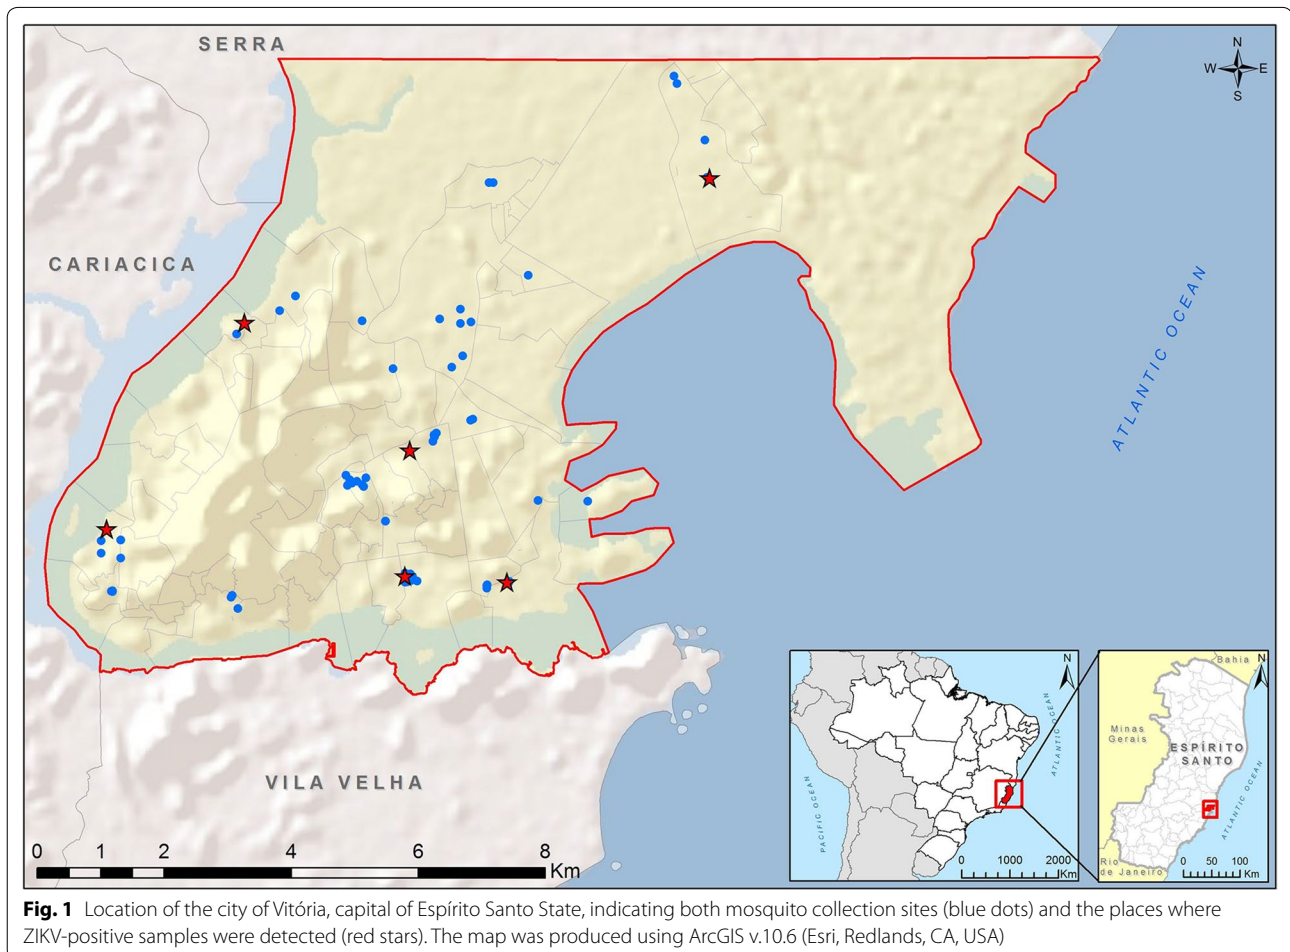 SERRA
N
W E
S
CARIACICA
ATLANTIC OCEAN
VILA VELHA
0 1 2 4 6 8
Km
N
ATLANTIC OCEAN
PACIFIC OCEAN
0 1000 2000
Km
Bahia
N
Minas
Gerais
ESPÍRITO
SANTO
ATLANTIC OCEAN
Rio
de Janeiro
0 50 100
Km
Fig. 1 Location of the city of Vitória, capital of Espírito Santo State, indicating both mosquito collection sites (blue dots) and the places where
ZIKV-positive samples were detected (red stars). The map was produced using ArcGIS v.10.6 (Esri, Redlands, CA, USA)